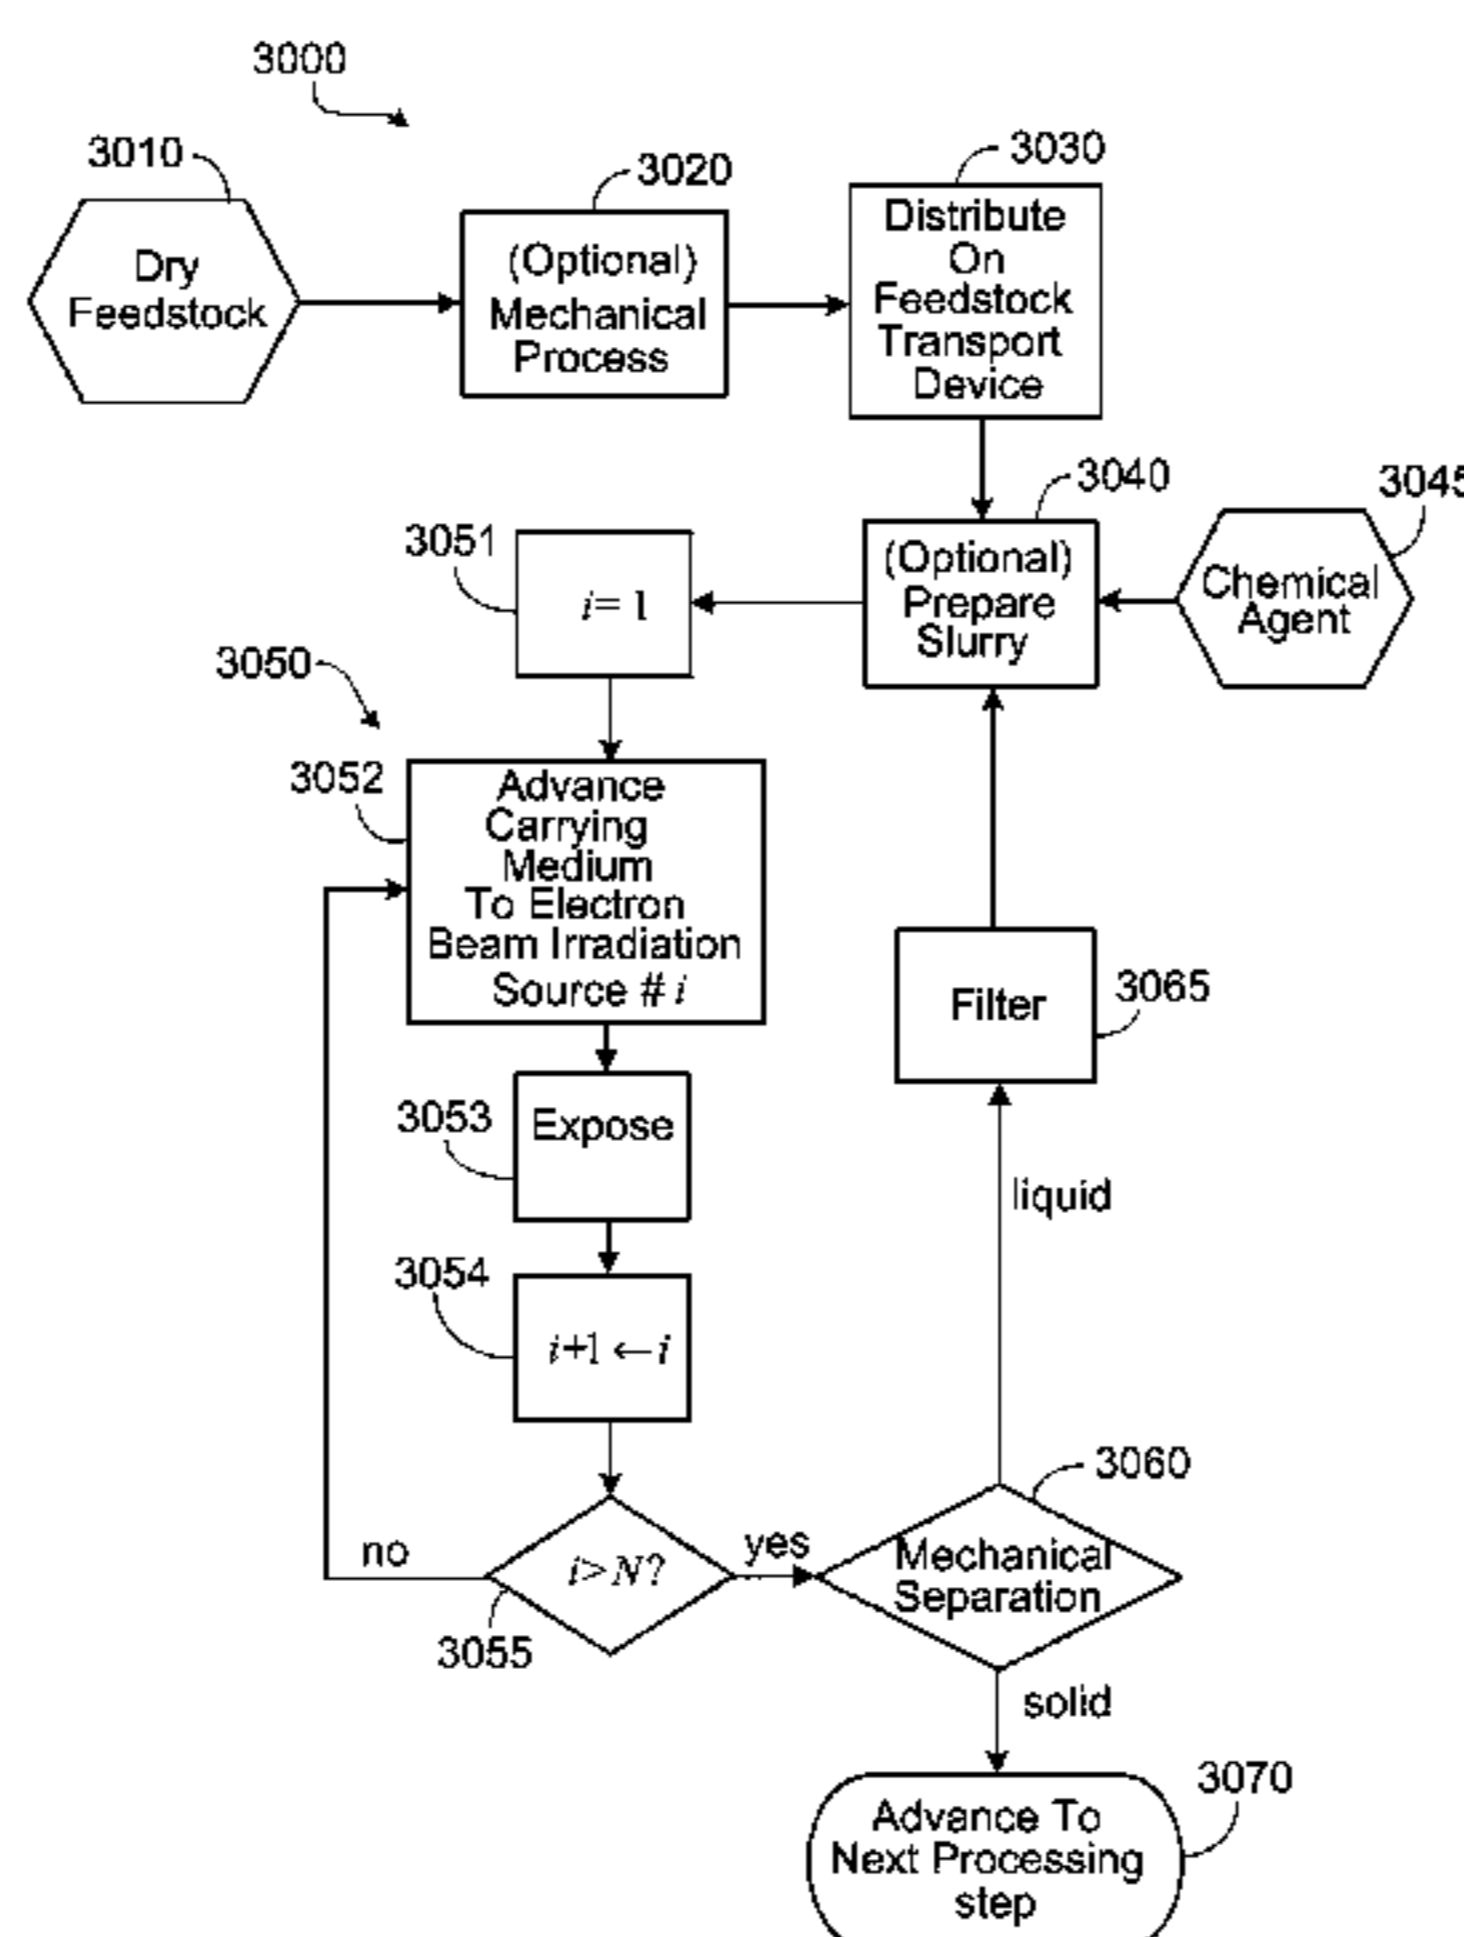 3000
3010
Dry
Feedstock
3020
(Optional)
Mechanical
Process
3030
Distribute
On
Feedstock
Transport
Device
3040
(Optional)
Prepare
Slurry
3045
Chemical
Agent
3051
i= 1
3050
3052
Advance
Carrying
Medium
To Electron
Beam Irradiation
Source # i
3053
Expose
3054
i+1 ←i
3055
i>N?
no
yes
3060
Mechanical
Separation
liquid
3065
Filter
solid
3070
Advance To
Next Processing
step